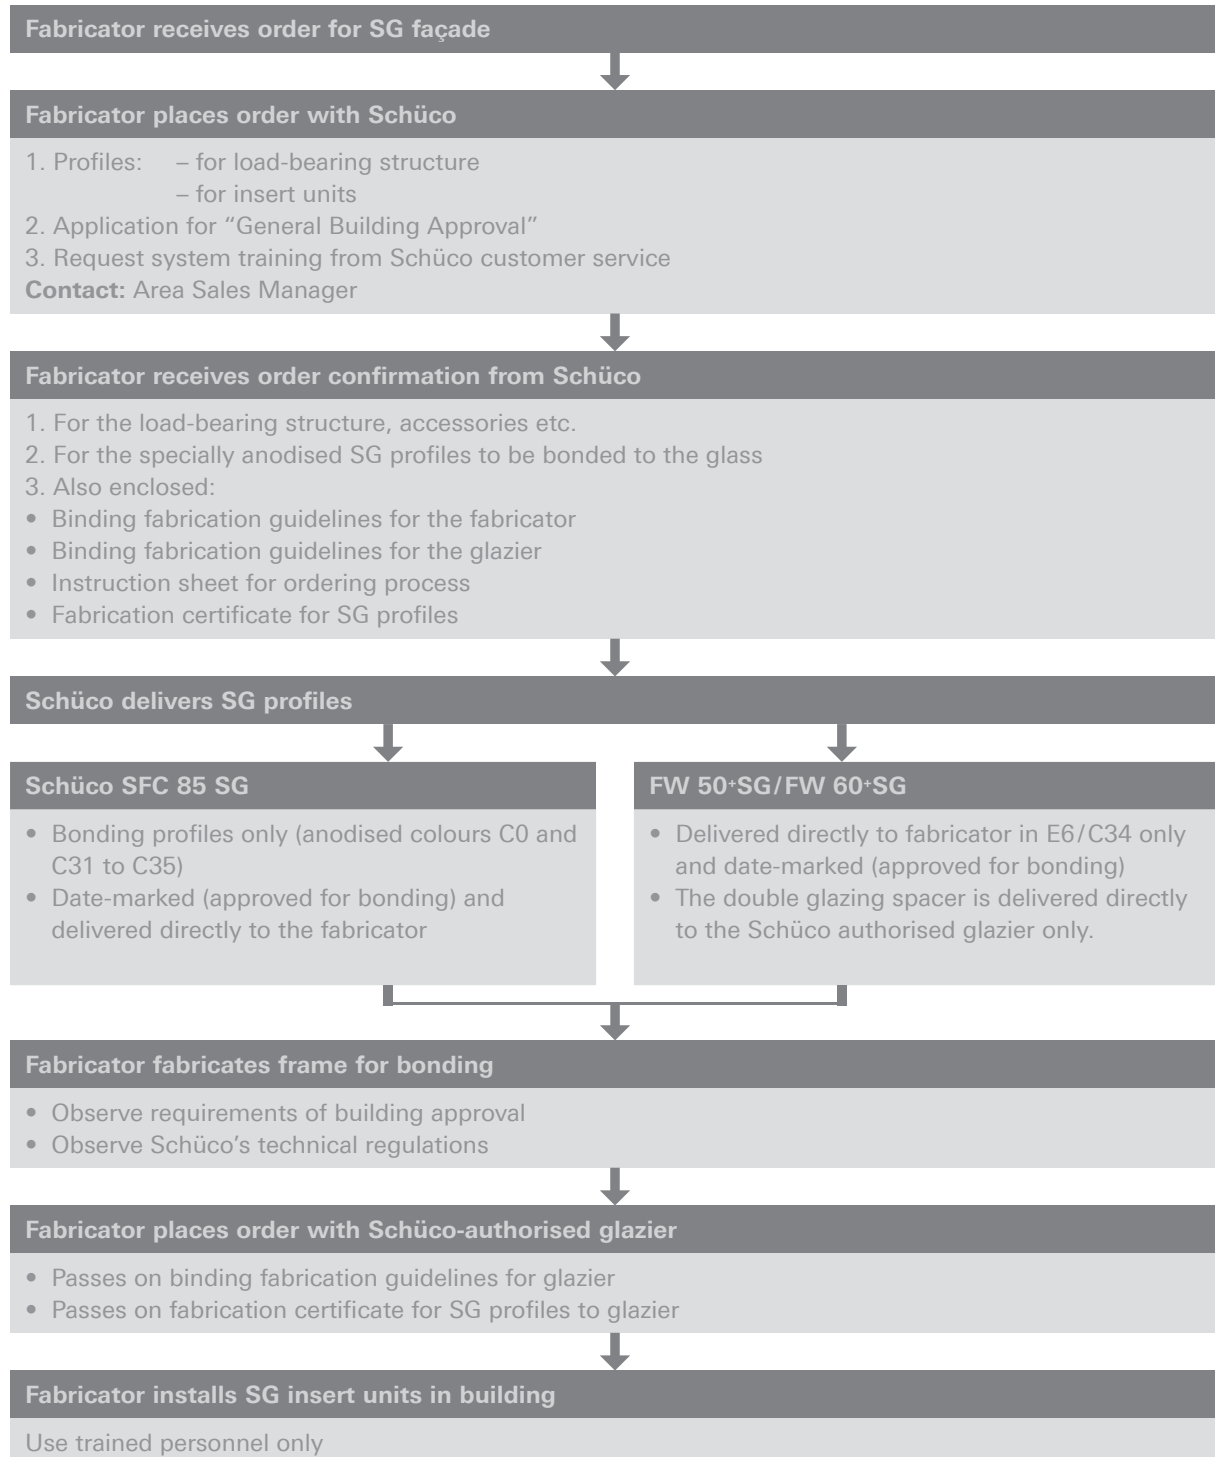 Fabricator receives order for SG façade
Fabricator places order with Schüco
1. Profiles: – for load-bearing structure
– for insert units
2. Application for “General Building Approval”
3. Request system training from Schüco customer service
Contact: Area Sales Manager
Fabricator receives order confirmation from Schüco
1. For the load-bearing structure, accessories etc.
2. For the specially anodised SG profiles to be bonded to the glass
3. Also enclosed:
• Binding fabrication guidelines for the fabricator
• Binding fabrication guidelines for the glazier
• Instruction sheet for ordering process
• Fabrication certificate for SG profiles
Schüco delivers SG profiles
Schüco SFC 85 SG
• Bonding profiles only (anodised colours C0 and
C31 to C35)
• Date-marked (approved for bonding) and
delivered directly to the fabricator
FW 50⁺SG/FW 60⁺SG
• Delivered directly to fabricator in E6/C34 only
and date-marked (approved for bonding)
• The double glazing spacer is delivered directly
to the Schüco authorised glazier only.
Fabricator fabricates frame for bonding
• Observe requirements of building approval
• Observe Schüco’s technical regulations
Fabricator places order with Schüco-authorised glazier
• Passes on binding fabrication guidelines for glazier
• Passes on fabrication certificate for SG profiles to glazier
Fabricator installs SG insert units in building
Use trained personnel only